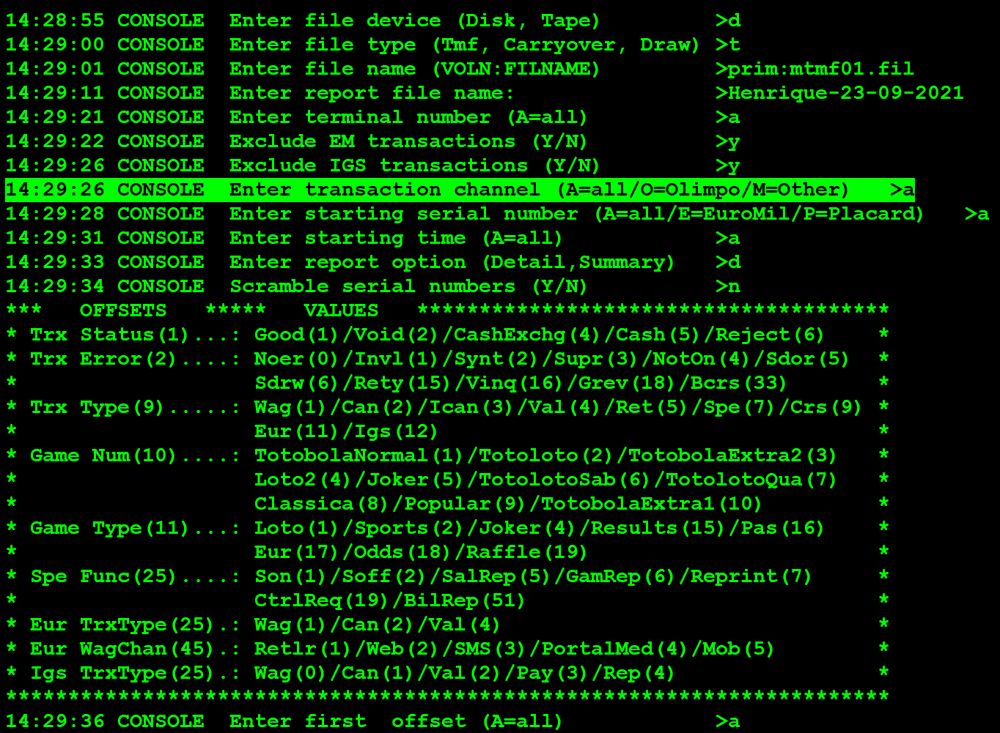 14:28:55 CONSOLE  Enter file device (Disk, Tape)         >d
14:29:00 CONSOLE  Enter file type (Tmf, Carryover, Draw) >t
14:29:01 CONSOLE  Enter file name (VOLN:FILNAME)         >prim:mtmf01.fil
14:29:11 CONSOLE  Enter report file name:                >Henrique-23-09-2021
14:29:21 CONSOLE  Enter terminal number (A=all)          >a
14:29:22 CONSOLE  Exclude EM transactions (Y/N)          >y
14:29:26 CONSOLE  Exclude IGS transactions (Y/N)         >y
14:29:26 CONSOLE  Enter transaction channel (A=all/O=Olimpo/M=Other)   >a
14:29:28 CONSOLE  Enter starting serial number (A=all/E=EuroMil/P=Placard)   >a
14:29:31 CONSOLE  Enter starting time (A=all)            >a
14:29:33 CONSOLE  Enter report option (Detail,Summary)   >d
14:29:34 CONSOLE  Scramble serial numbers (Y/N)          >n
***   OFFSETS   *****   VALUES   **************************************
* Trx Status(1)...: Good(1)/Void(2)/CashExchg(4)/Cash(5)/Reject(6)    *
* Trx Error(2)....: Noer(0)/Invl(1)/Synt(2)/Supr(3)/NotOn(4)/Sdor(5)  *
*                   Sdrw(6)/Rety(15)/Vinq(16)/Grev(18)/Bcrs(33)       *
* Trx Type(9).....: Wag(1)/Can(2)/Ican(3)/Val(4)/Ret(5)/Spe(7)/Crs(9) *
*                   Eur(11)/Igs(12)                                   *
* Game Num(10)....: TotobolaNormal(1)/Totoloto(2)/TotobolaExtra2(3)   *
*                   Loto2(4)/Joker(5)/TotolotoSab(6)/TotolotoQua(7)   *
*                   Classica(8)/Popular(9)/TotobolaExtra1(10)         *
* Game Type(11)...: Loto(1)/Sports(2)/Joker(4)/Results(15)/Pas(16)    *
*                   Eur(17)/Odds(18)/Raffle(19)                       *
* Spe Func(25)....: Son(1)/Soff(2)/SalRep(5)/GamRep(6)/Reprint(7)     *
*                   CtrlReq(19)/BilRep(51)                            *
* Eur TrxType(25).: Wag(1)/Can(2)/Val(4)                              *
* Eur WagChan(45).: Retlr(1)/Web(2)/SMS(3)/PortalMed(4)/Mob(5)        *
* Igs TrxType(25).: Wag(0)/Can(1)/Val(2)/Pay(3)/Rep(4)                *
***********************************************************************
14:29:36 CONSOLE  Enter first  offset (A=all)            >a